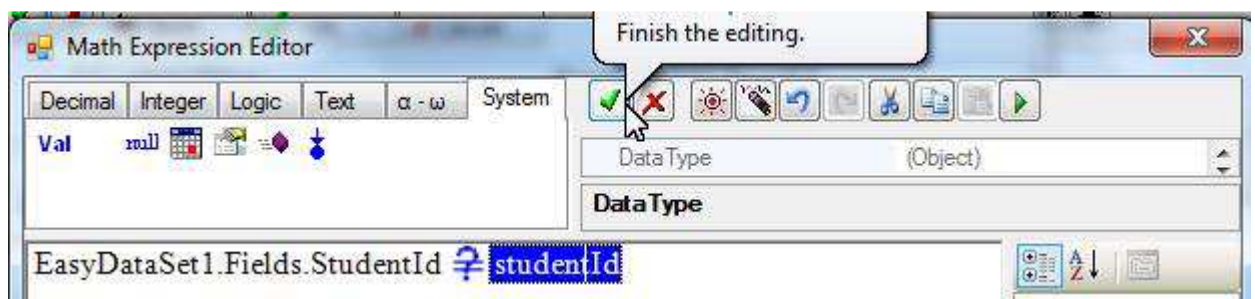 Finish the editing.
Math Expression Editor
Decimal Integer Logic Text α - ω System
Val null
DataType (Object)
DataType
EasyDataSet1.Fields.StudentId ≟ studentId